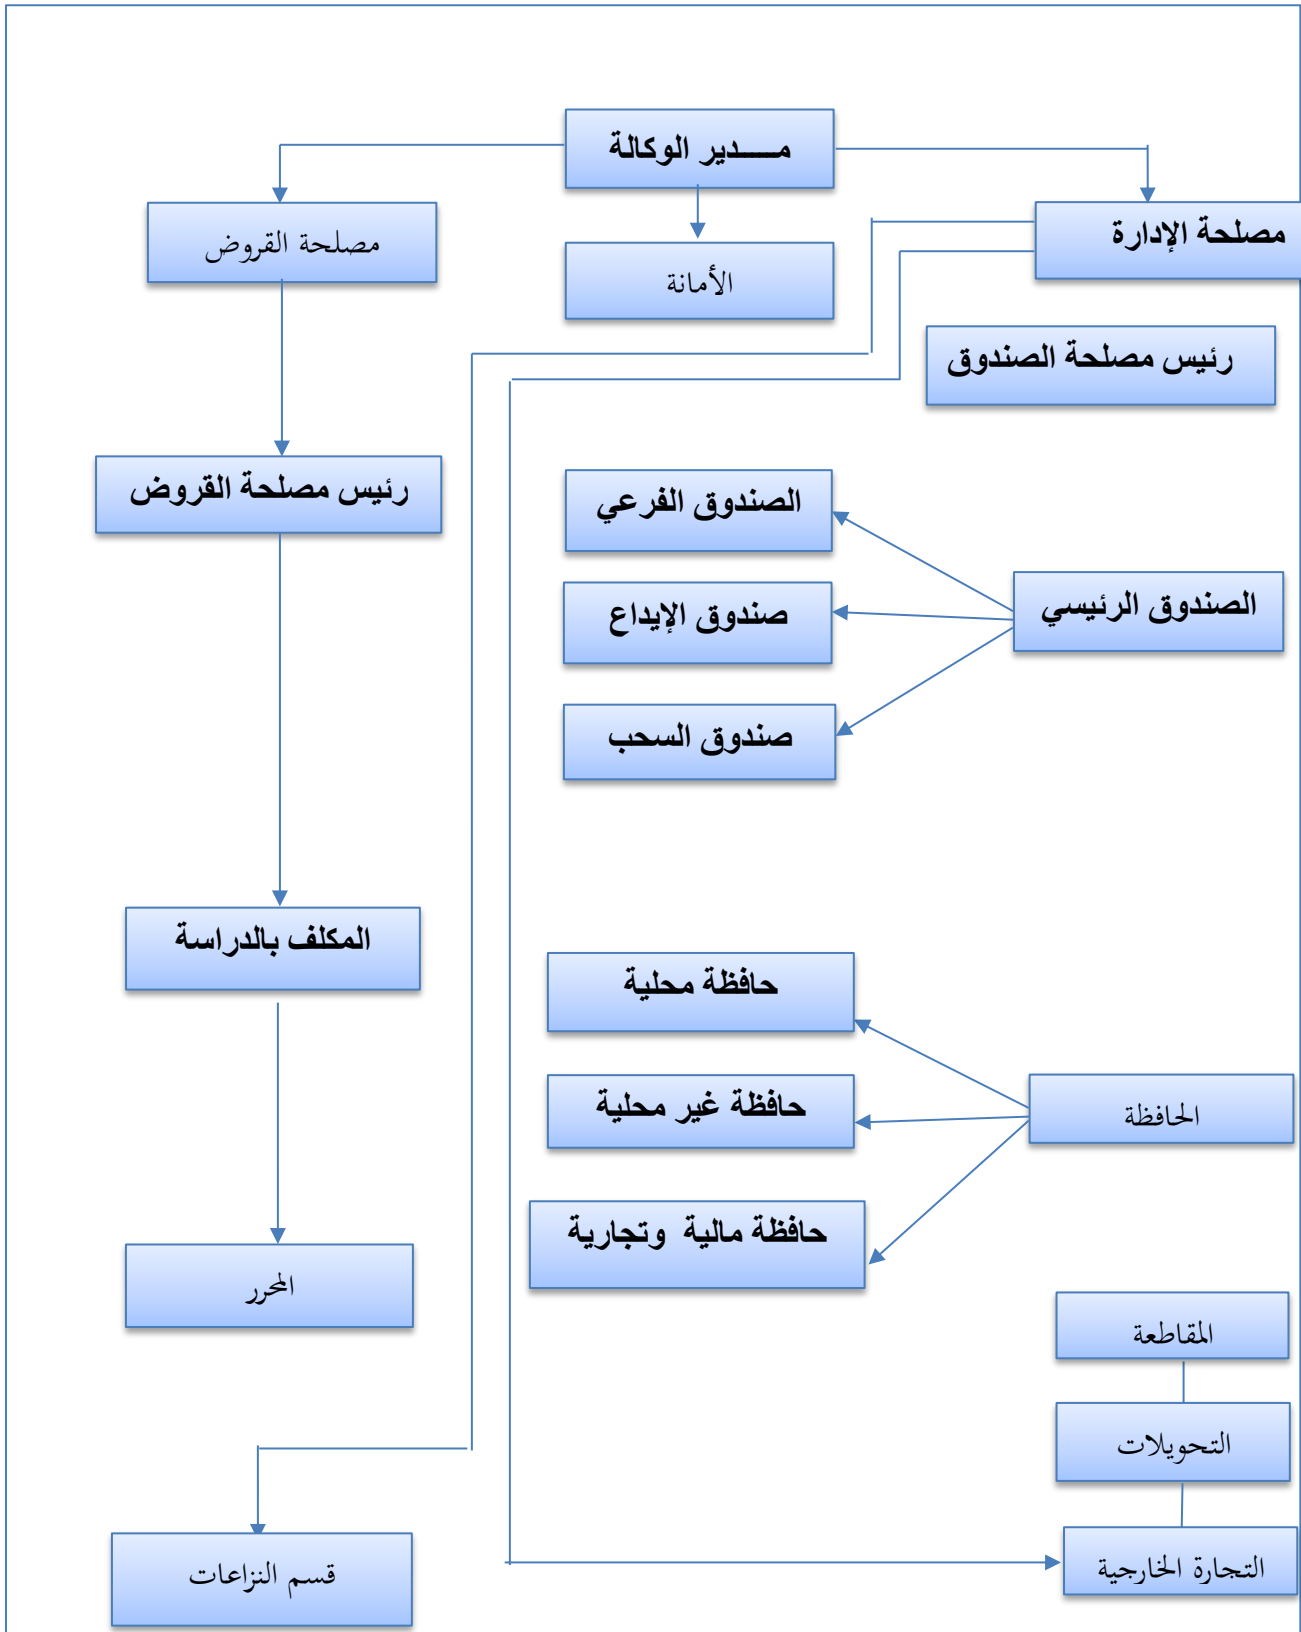 مـــــدير الوكالة
مصلحة الإدارة
مصلحة القروض
الأمانة
رئيس مصلحة الصندوق
رئيس مصلحة القروض
الصندوق الفرعي
الصندوق الرئيسي
صندوق الإيداع
صندوق السحب
المكلف بالدراسة
حافظة محلية
حافظة غير محلية
الحافظة
حافظة مالية وتجارية
المحرر
المقاطعة
التحويلات
التجارة الخارجية
قسم النزاعات